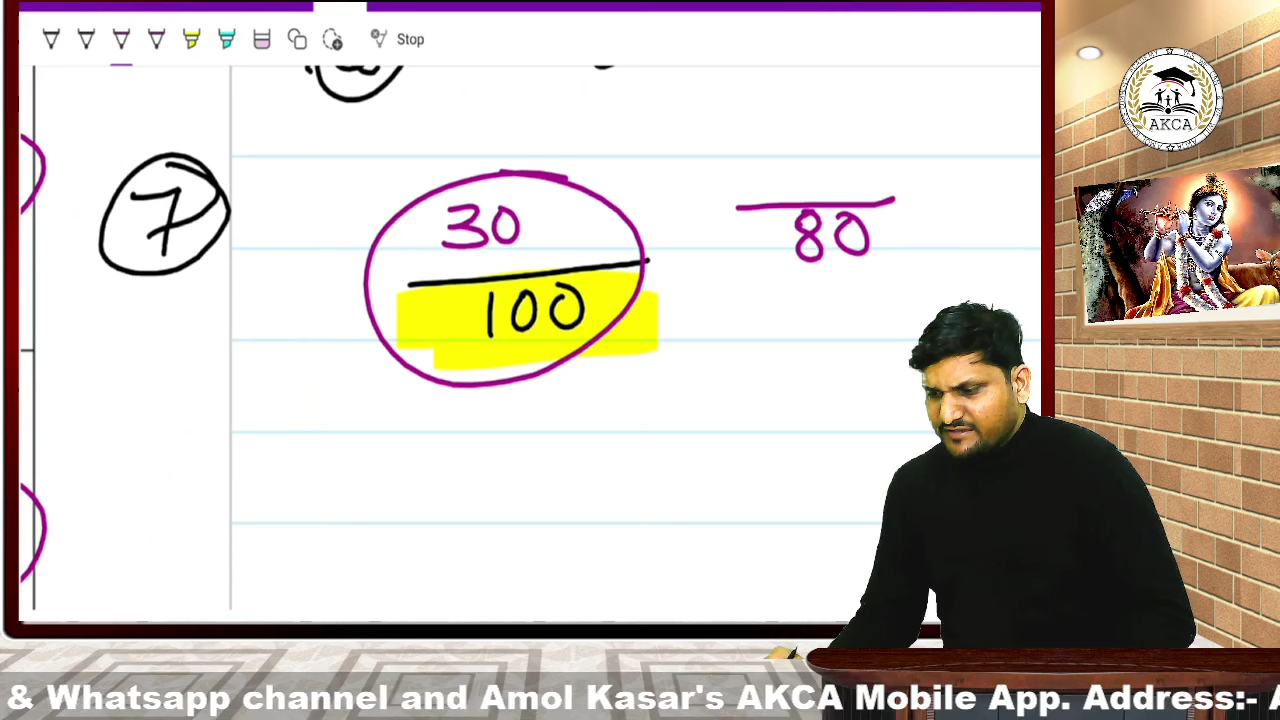 Stop
7
30
100
80
AKCA
& Whatsapp channel and Amol Kasar's AKCA Mobile App. Address:-